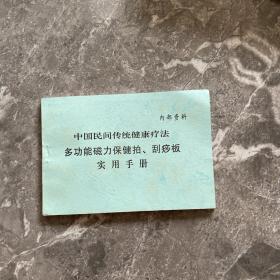 内部资料
中国民间传统健康疗法
多功能磁力保健拍、刮痧板
实用手册